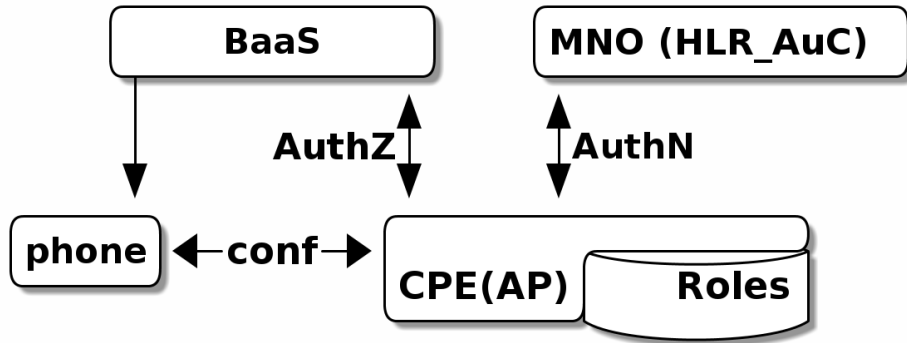 BaaS
MNO (HLR_AuC)
AuthZ
AuthN
phone
conf
CPE(AP)
Roles